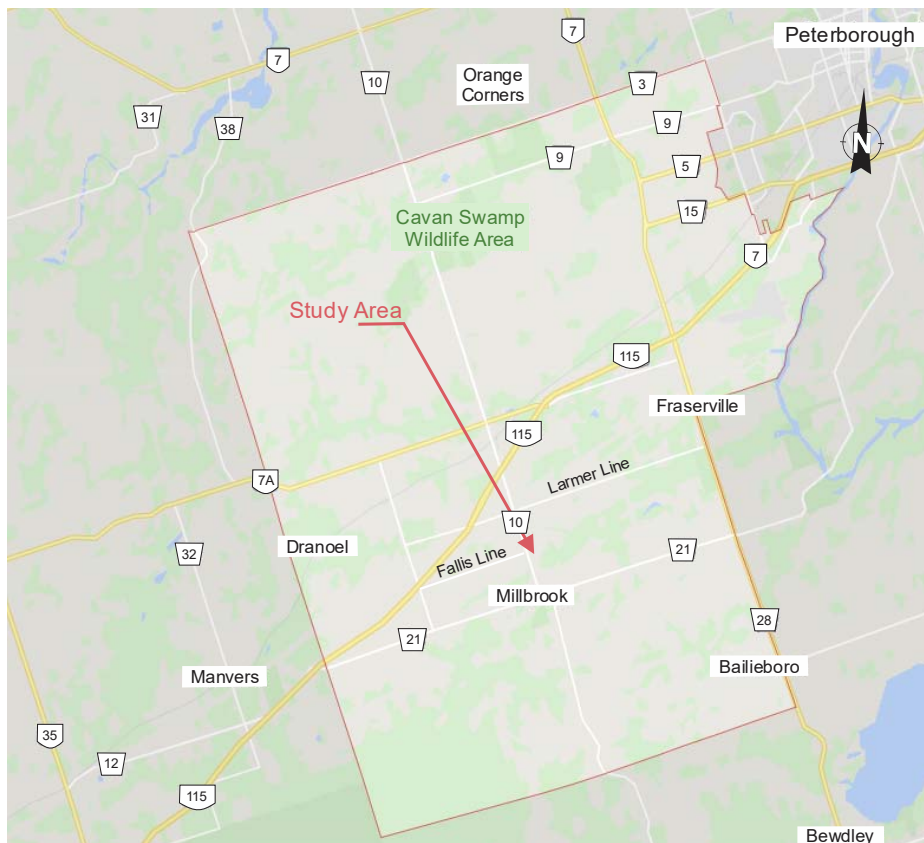 Peterborough
7
Orange
Corners
3
7
10
31
38
9
N
9
5
Cavan Swamp
Wildlife Area
15
7
Study Area
115
Fraserville
115
Larmer Line
7A
10
Dranoel
32
Fallis Line
21
Millbrook
28
21
Manvers
Bailieboro
35
12
115
Bewdley